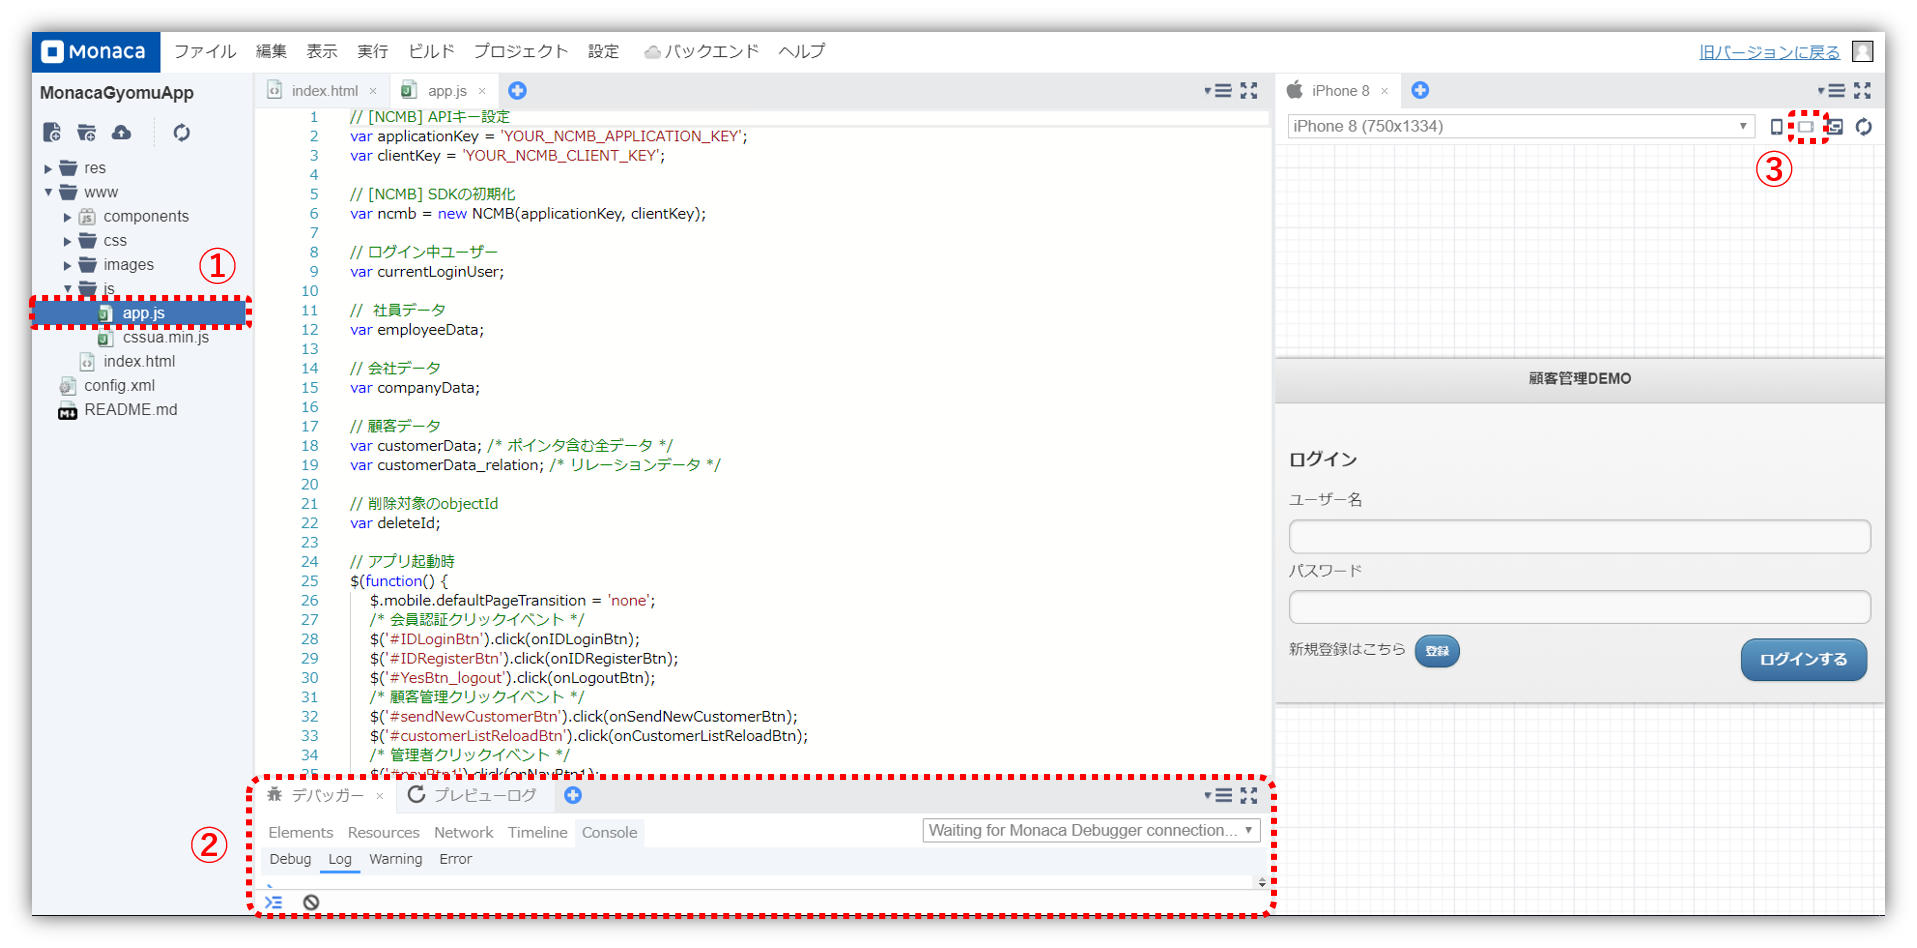 Monaca ファイル 編集 表示 実行 ビルド プロジェクト 設定 バックエンド ヘルプ 旧バージョンに戻る
MonacaGyomuApp
res
www
components
css
images
①
js
app.js
cssua.min.js
index.html
config.xml
README.md
index.html × app.js ×
1 // [NCMB] APIキー設定
2 var applicationKey = 'YOUR_NCMB_APPLICATION_KEY';
3 var clientKey = 'YOUR_NCMB_CLIENT_KEY';
4
5 // [NCMB] SDKの初期化
6 var ncmb = new NCMB(applicationKey, clientKey);
7
8 // ログイン中ユーザー
9 var currentLoginUser;
10
11 // 社員データ
12 var employeeData;
13
14 // 会社データ
15 var companyData;
16
17 // 顧客データ
18 var customerData; /* ポインタ含む全データ */
19 var customerData_relation; /* リレーションデータ */
20
21 // 削除対象のobjectId
22 var deleteId;
23
24 // アプリ起動時
25 $(function() {
26 $.mobile.defaultPageTransition = 'none';
27 /* 会員認証クリックイベント */
28 $('#IDLoginBtn').click(onIDLoginBtn);
29 $('#IDRegisterBtn').click(onIDRegisterBtn);
30 $('#YesBtn_logout').click(onLogoutBtn);
31 /* 顧客管理クリックイベント */
32 $('#sendNewCustomerBtn').click(onSendNewCustomerBtn);
33 $('#customerListReloadBtn').click(onCustomerListReloadBtn);
34 /* 管理者クリックイベント */
35 $('#navBtn1').click(onNavBtn1);
②
デバッガー × プレビューログ
Elements Resources Network Timeline Console Waiting for Monaca Debugger connection...
Debug Log Warning Error
iPhone 8 ×
iPhone 8 (750x1334)
③
顧客管理DEMO
ログイン
ユーザー名
パスワード
新規登録はこちら 登録 ログインする